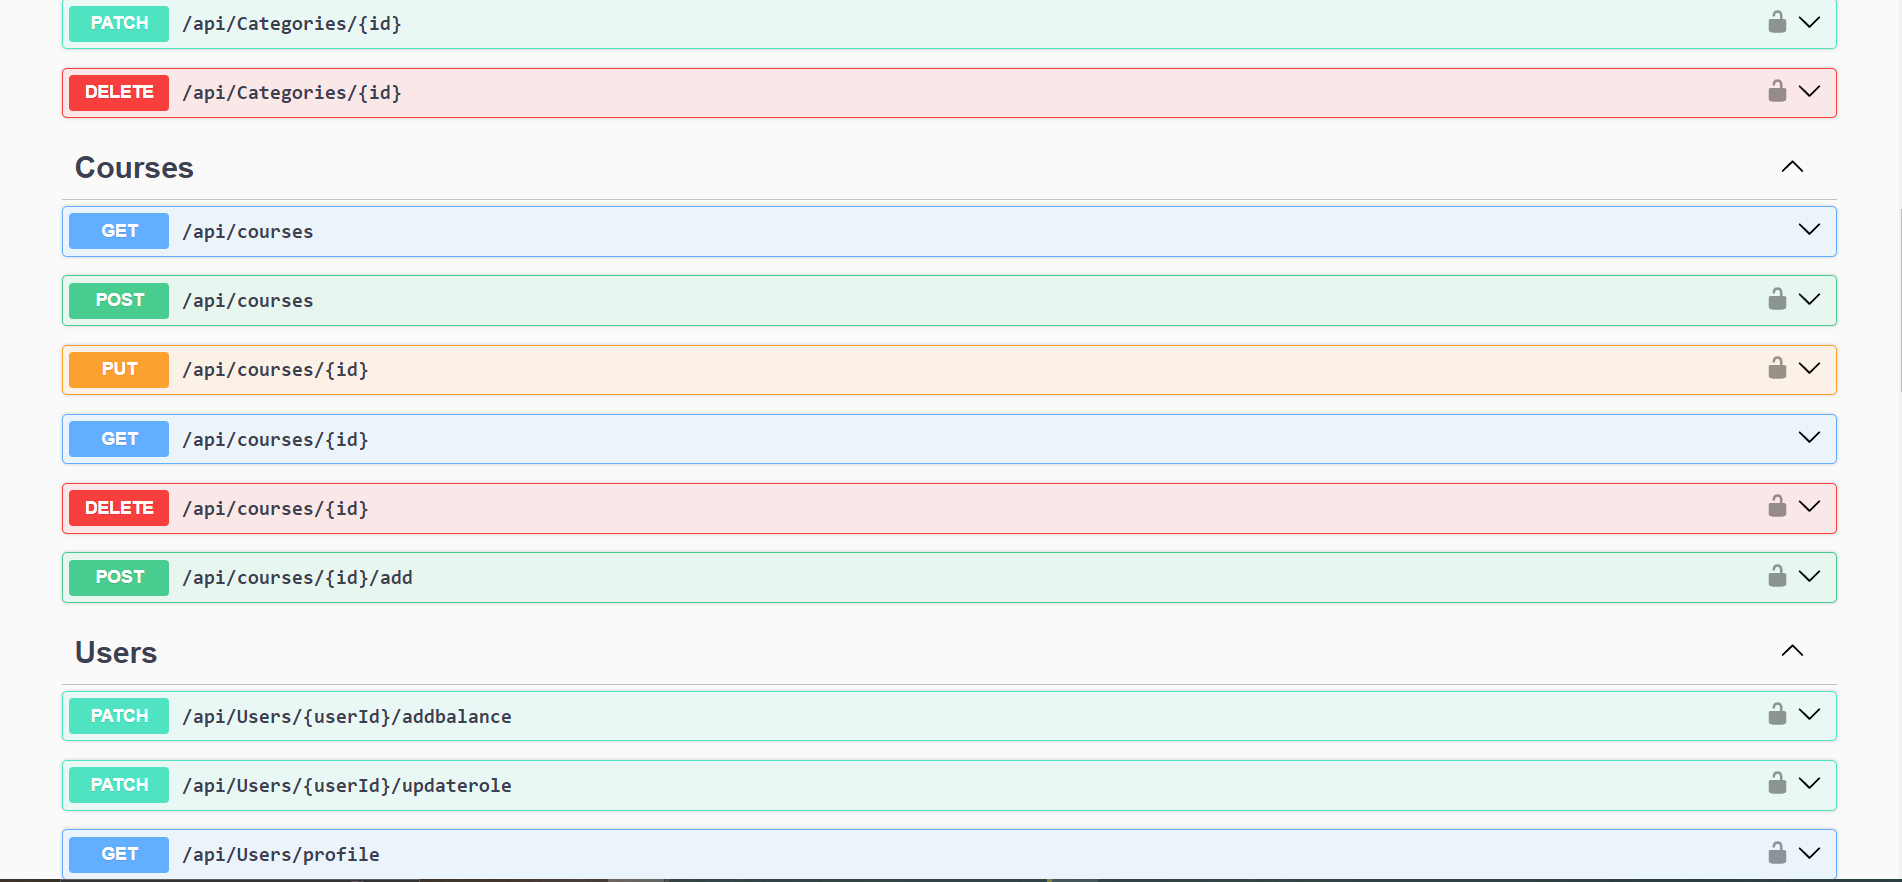 PATCH /api/Categories/{id}
DELETE /api/Categories/{id}
Courses
GET /api/courses
POST /api/courses
PUT /api/courses/{id}
GET /api/courses/{id}
DELETE /api/courses/{id}
POST /api/courses/{id}/add
Users
PATCH /api/Users/{userId}/addbalance
PATCH /api/Users/{userId}/updaterole
GET /api/Users/profile